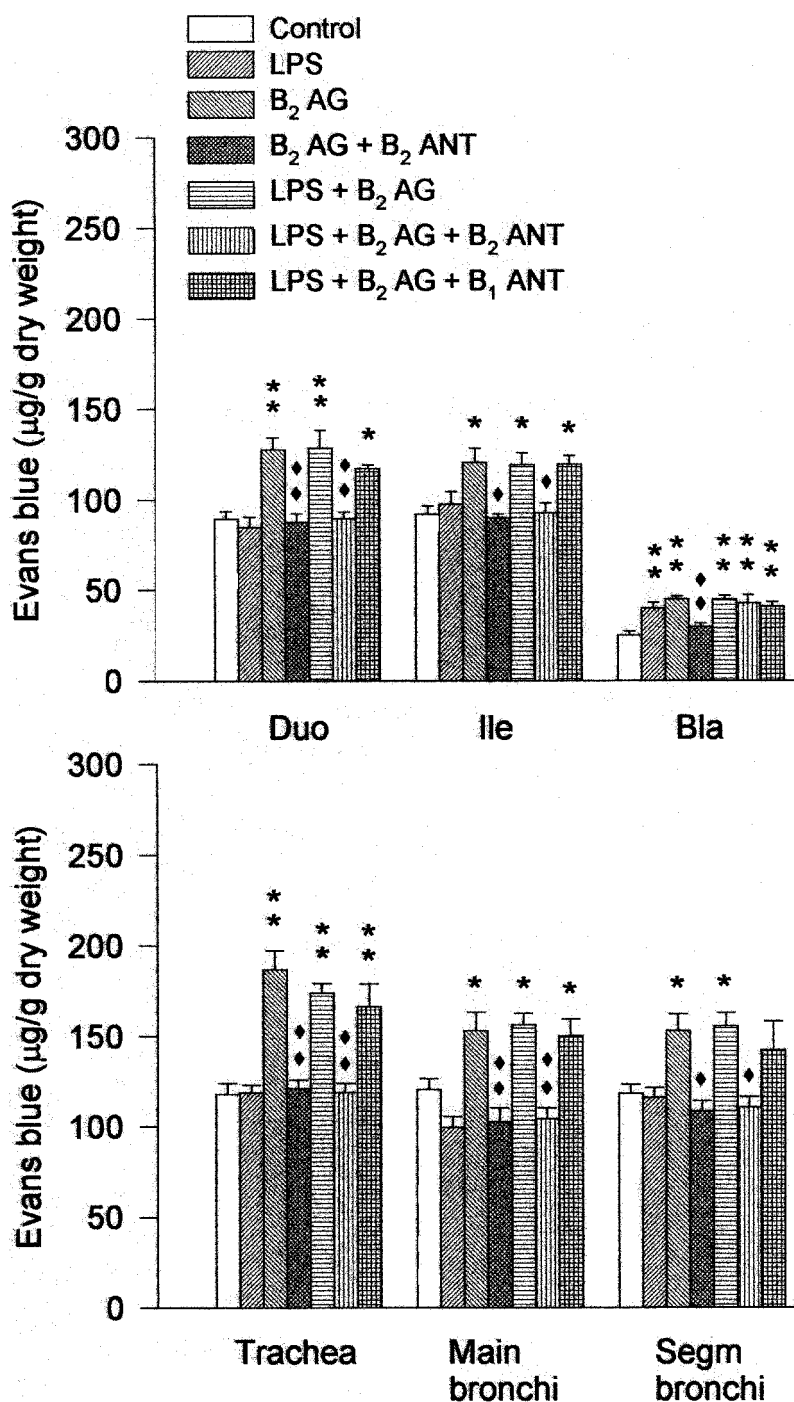 Control
LPS
B₂ AG
B₂ AG + B₂ ANT
LPS + B₂ AG
LPS + B₂ AG + B₂ ANT
LPS + B₂ AG + B₁ ANT
Evans blue (µg/g dry weight)
300
250
200
150
100
50
0
** ♦♦ ** ♦♦ *
* ♦ * ♦ *
** ** ♦♦ ** ** **
Duo Ile Bla
Evans blue (µg/g dry weight)
300
250
200
150
100
50
0
** ♦♦ ** ♦♦ **
* ♦♦ * ♦♦ *
* ♦ * ♦
Trachea Main Segm
bronchi bronchi